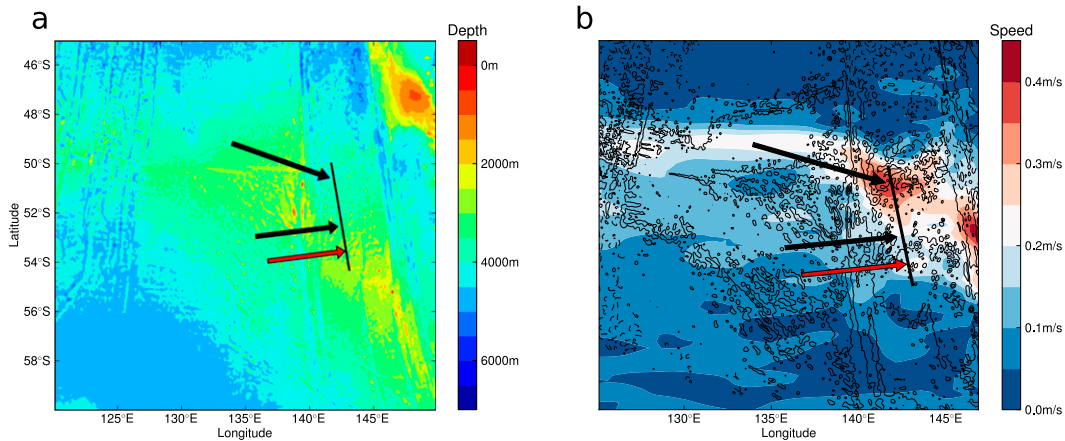 a
Depth
46°S
48°S
50°S
52°S
54°S
56°S
58°S
Latitude
125°E
130°E
135°E
140°E
145°E
Longitude
0m
2000m
4000m
6000m
b
Speed
130°E
135°E
140°E
145°E
Longitude
0.4m/s
0.3m/s
0.2m/s
0.1m/s
0.0m/s